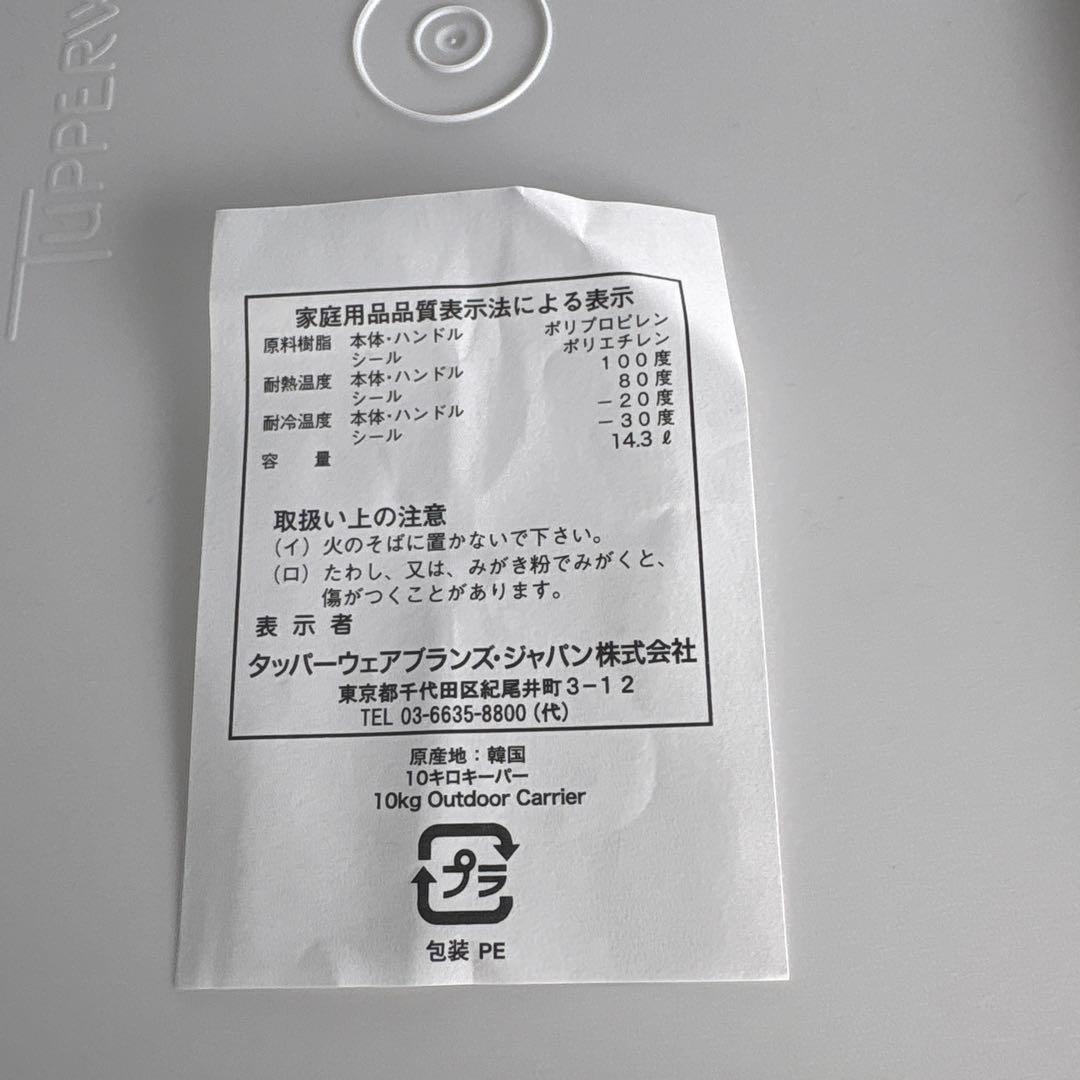 TUPPERW
家庭用品品質表示法による表示
原料樹脂 本体・ハンドル ポリプロピレン
シール ポリエチレン
耐熱温度 本体・ハンドル 100度
シール 80度
耐冷温度 本体・ハンドル －20度
シール －30度
容 量 14.3ℓ
取扱い上の注意
（イ）火のそばに置かないで下さい。
（ロ）たわし、又は、みがき粉でみがくと、
傷がつくことがあります。
表 示 者
タッパーウェアブランズ・ジャパン株式会社
東京都千代田区紀尾井町3－12
TEL 03-6635-8800（代）
原産地：韓国
10キロキーパー
10kg Outdoor Carrier
プラ
包装 PE